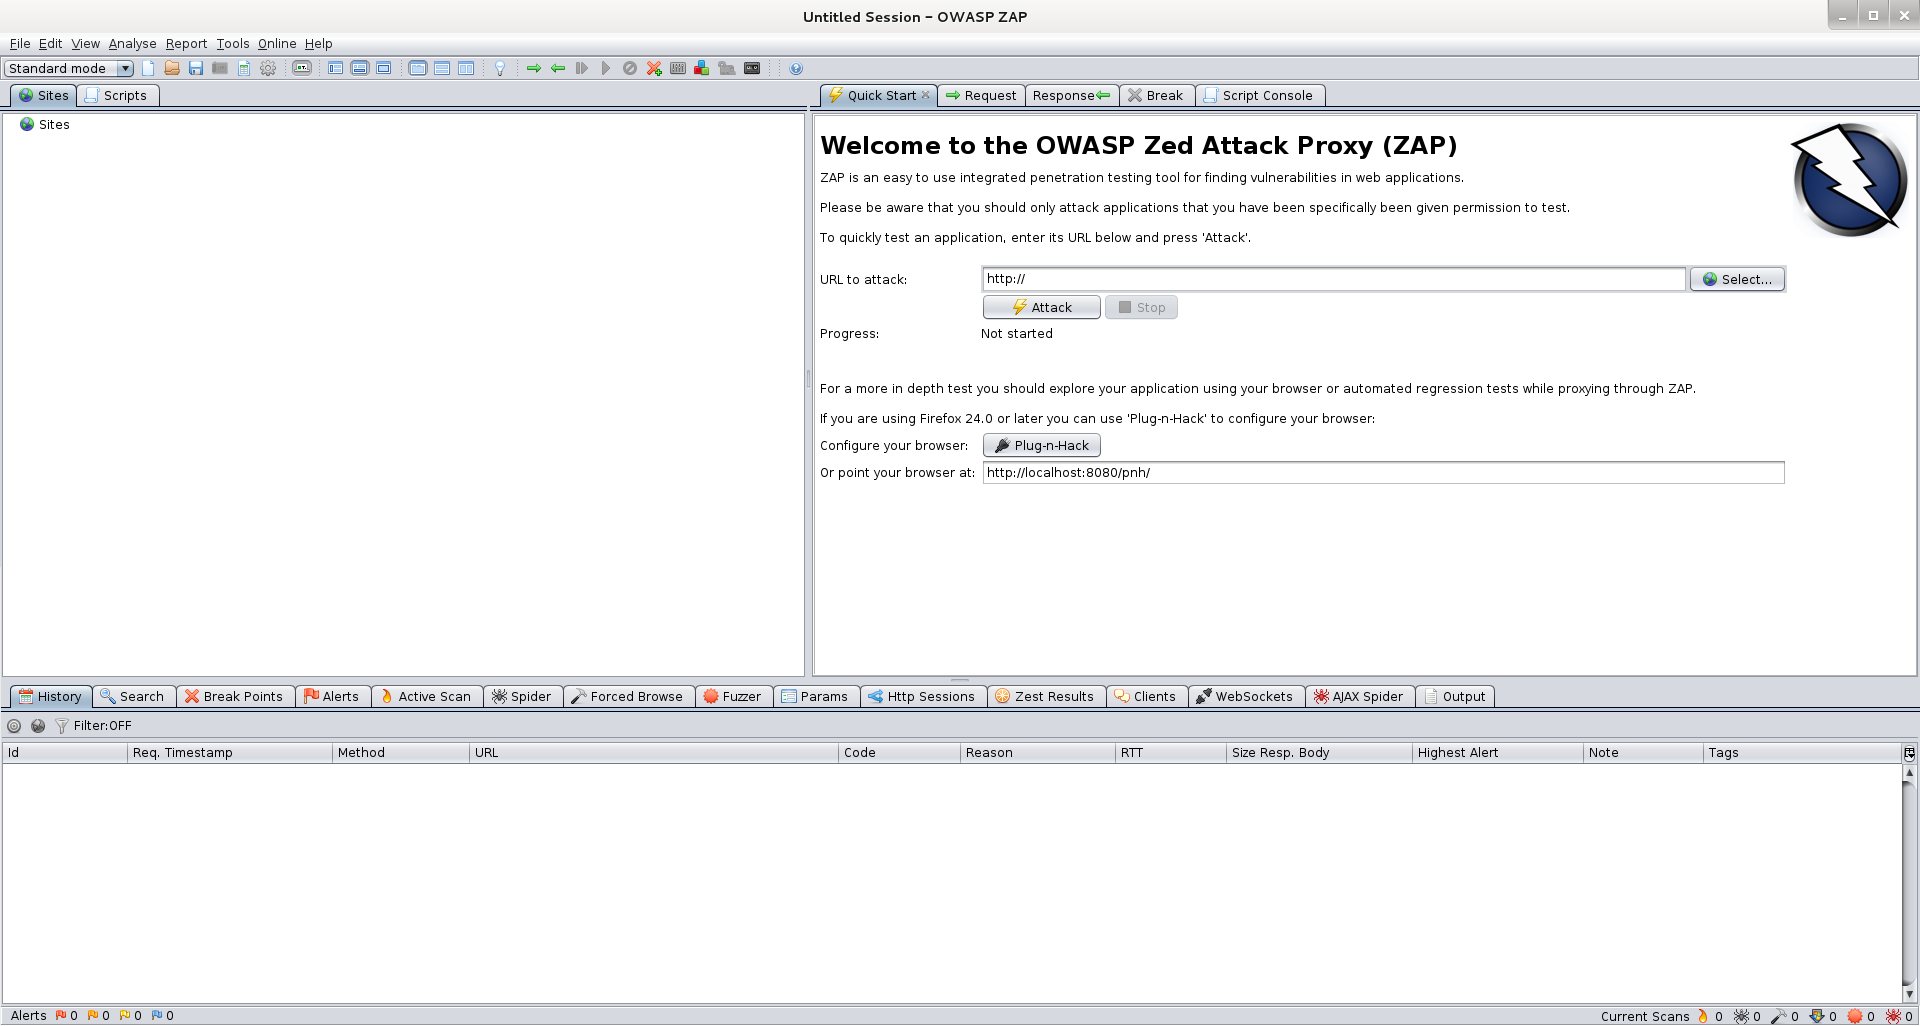 Untitled Session - OWASP ZAP
File Edit View Analyse Report Tools Online Help
Standard mode
Sites Scripts
Quick Start Request Response Break Script Console
Sites
Welcome to the OWASP Zed Attack Proxy (ZAP)
ZAP is an easy to use integrated penetration testing tool for finding vulnerabilities in web applications.
Please be aware that you should only attack applications that you have been specifically been given permission to test.
To quickly test an application, enter its URL below and press 'Attack'.
URL to attack: http:// Select...
Attack Stop
Progress: Not started
For a more in depth test you should explore your application using your browser or automated regression tests while proxying through ZAP.
If you are using Firefox 24.0 or later you can use 'Plug-n-Hack' to configure your browser:
Configure your browser: Plug-n-Hack
Or point your browser at: http://localhost:8080/pnh/
History Search Break Points Alerts Active Scan Spider Forced Browse Fuzzer Params Http Sessions Zest Results Clients WebSockets AJAX Spider Output
Filter:OFF
Id Req. Timestamp Method URL Code Reason RTT Size Resp. Body Highest Alert Note Tags
Alerts 0 0 0 0 Current Scans 0 0 0 0 0 0